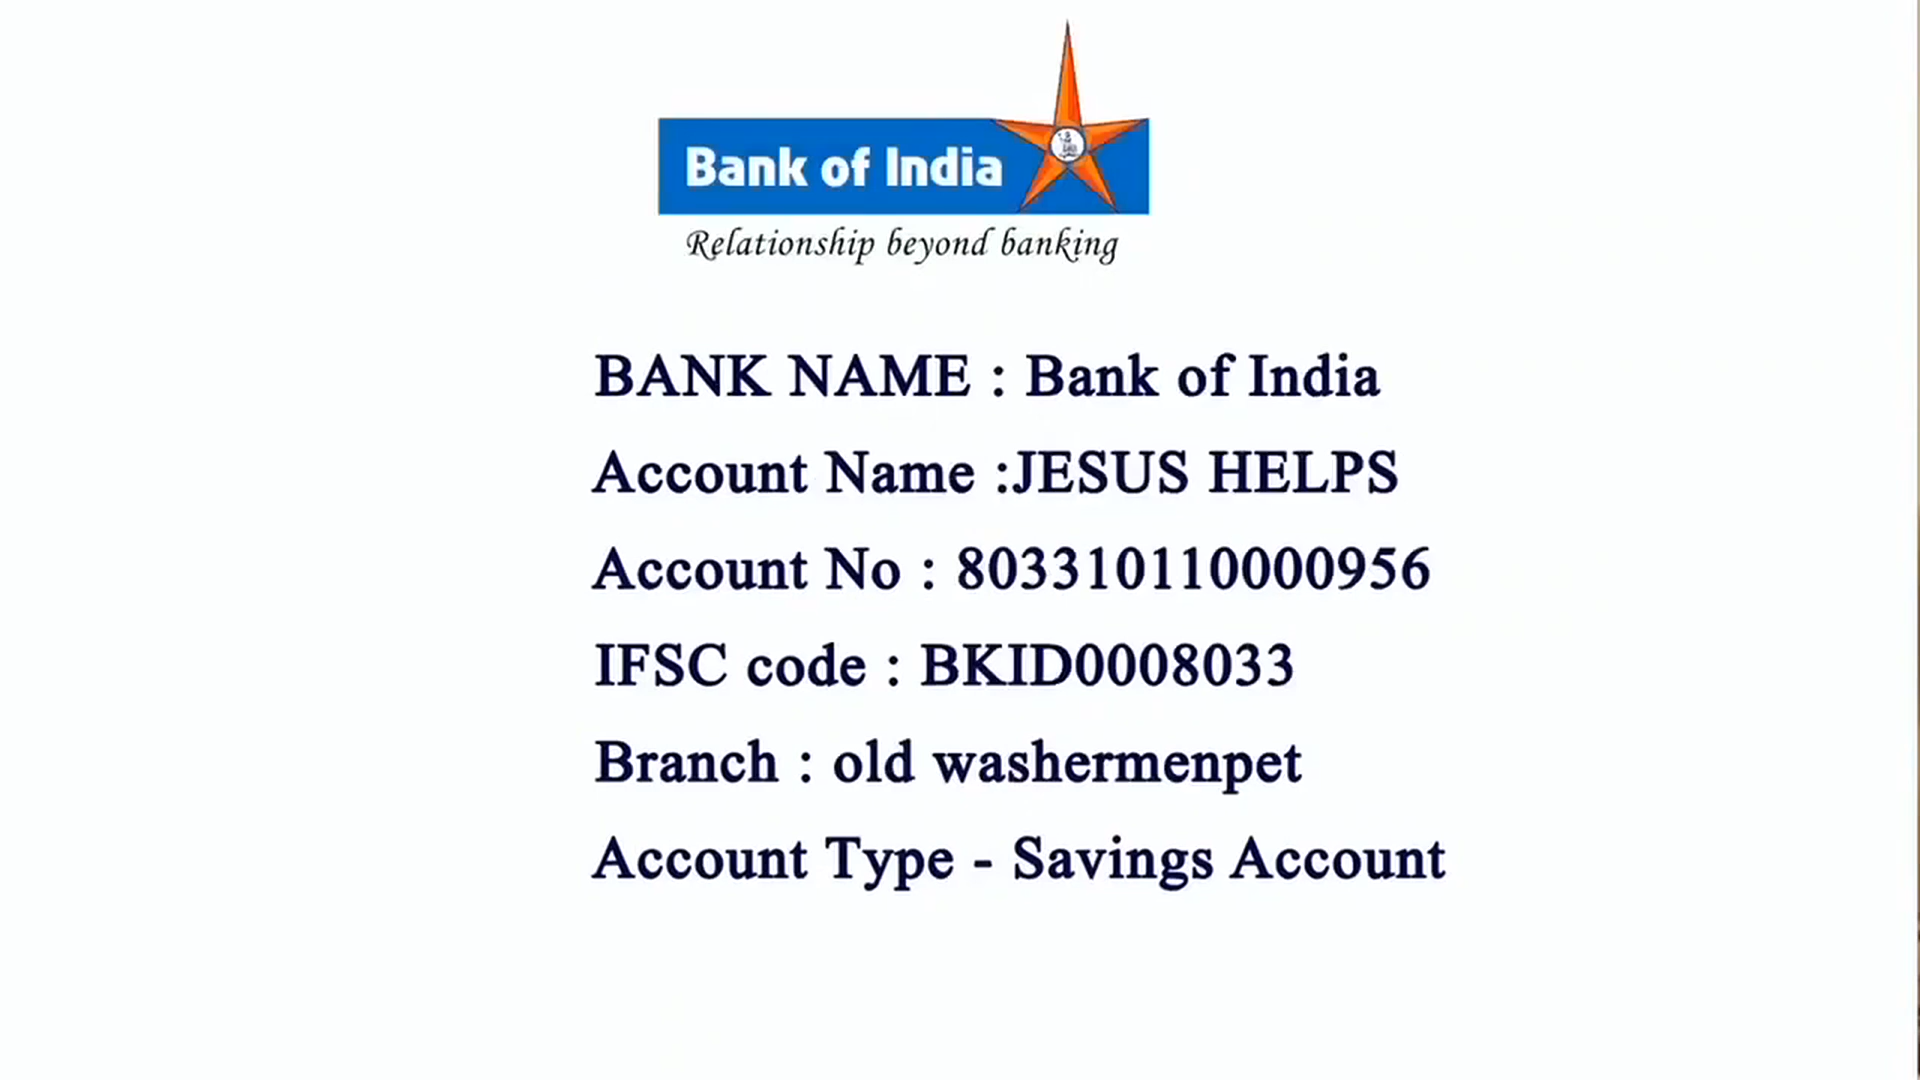 Bank of India
Relationship beyond banking
BANK NAME : Bank of India
Account Name :JESUS HELPS
Account No : 803310110000956
IFSC code : BKID0008033
Branch : old washermenpet
Account Type - Savings Account